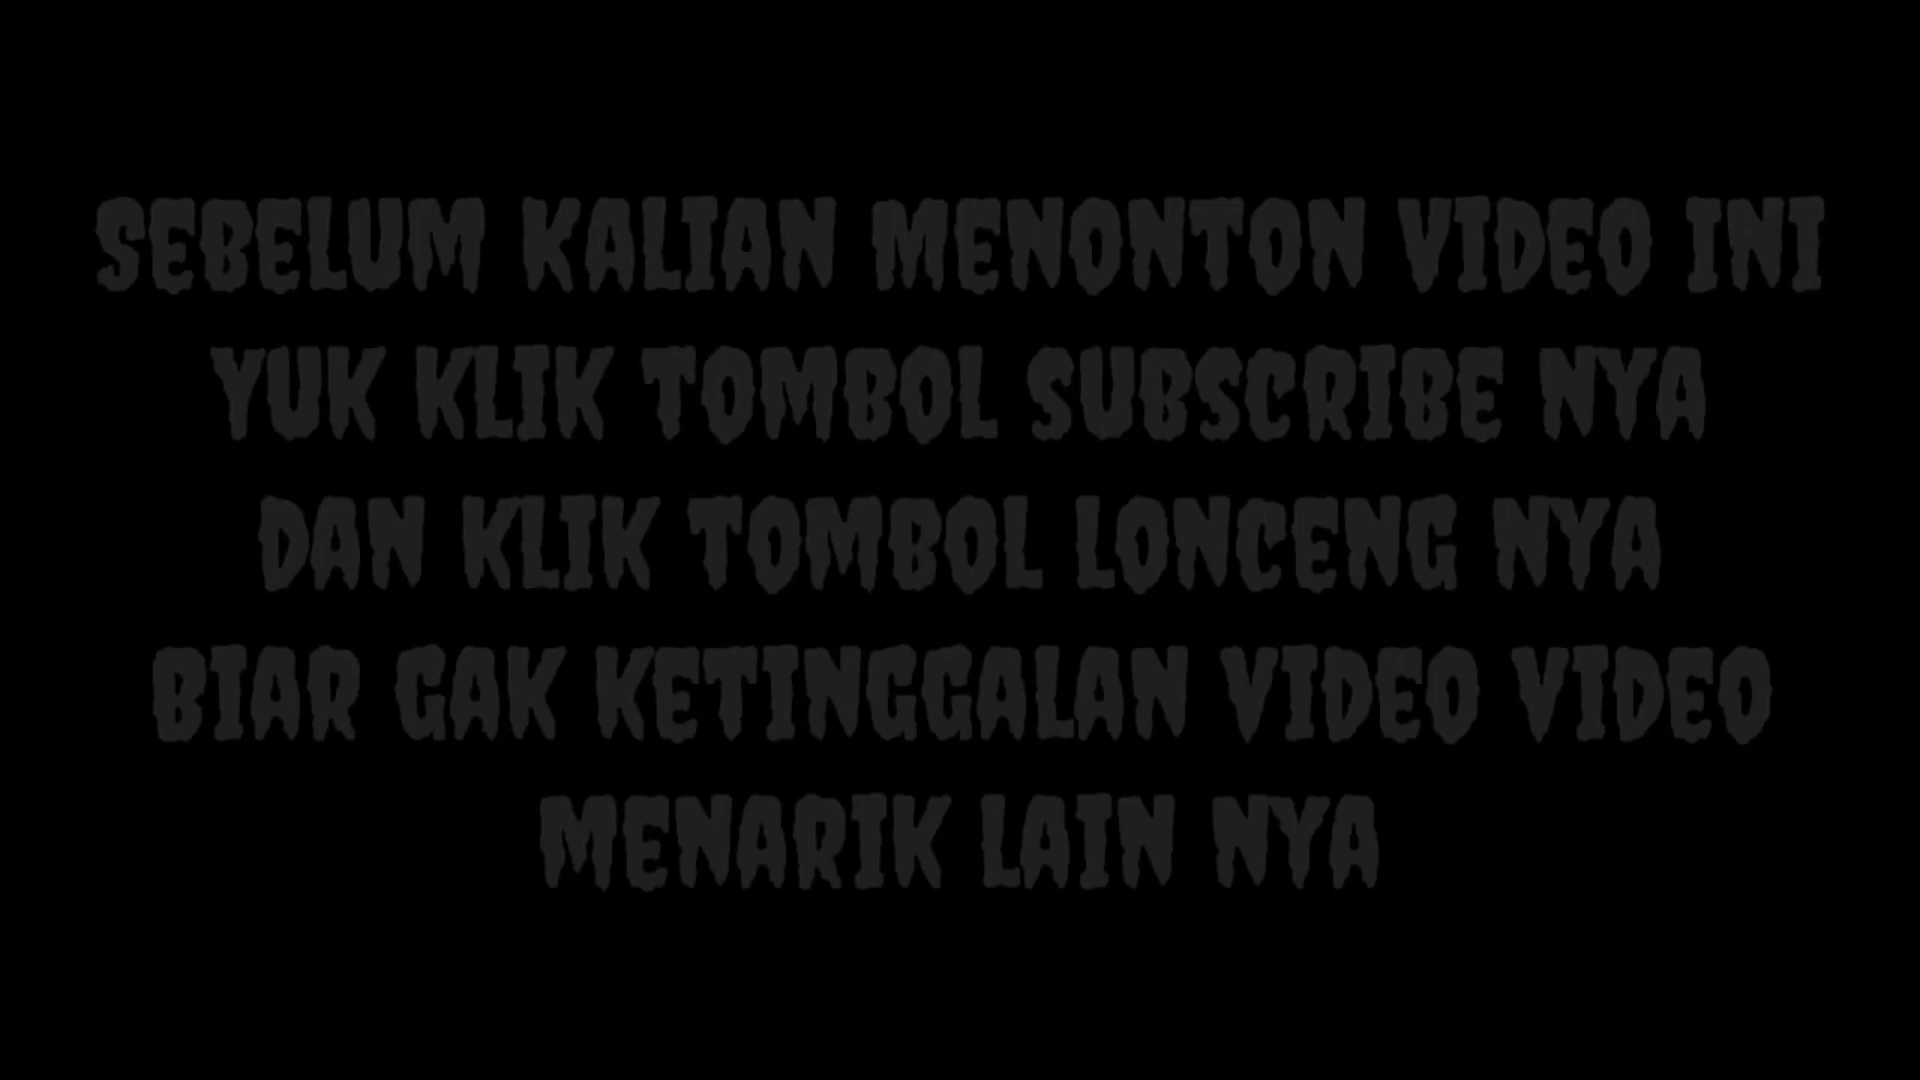 SEBELUM KALIAN MENONTON VIDEO INI
YUK KLIK TOMBOL SUBSCRIBE NYA
DAN KLIK TOMBOL LONCENG NYA
BIAR GAK KETINGGALAN VIDEO VIDEO
MENARIK LAIN NYA